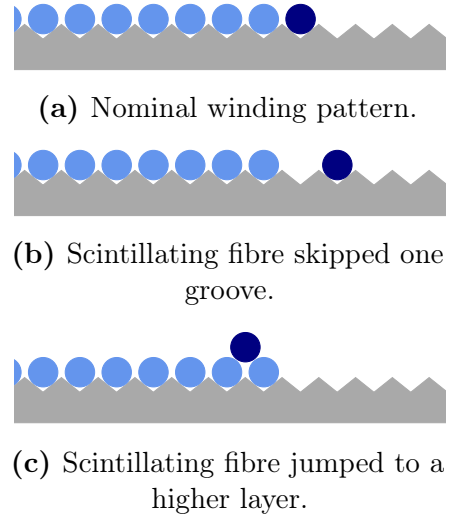 (a) Nominal winding pattern.
(b) Scintillating fibre skipped one
groove.
(c) Scintillating fibre jumped to a
higher layer.